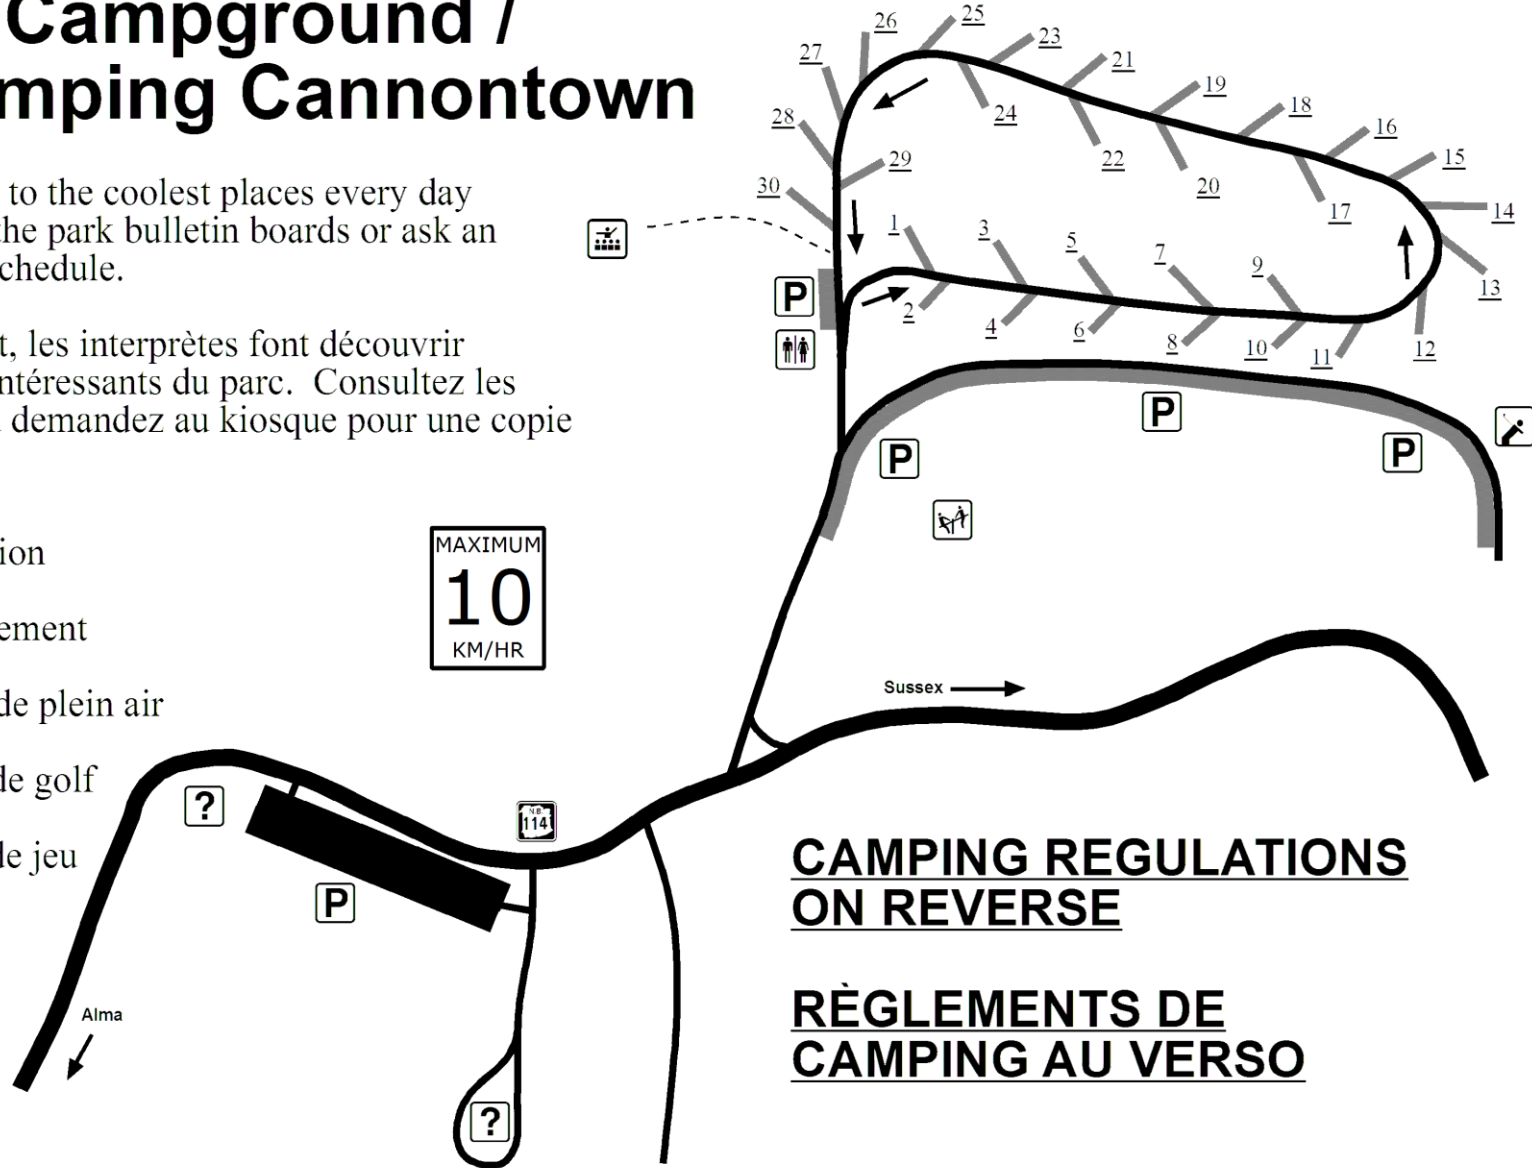 Campground /
mping Cannontown
to the coolest places every day
the park bulletin boards or ask an
chedule.
t, les interprètes font découvrir
ntéressants du parc. Consultez les
demandez au kiosque pour une copie
ion
ement
de plein air
de golf
de jeu
MAXIMUM
10
KM/HR
25
26
23
27
21
19
24
18
28
16
22
29
15
20
30
17
14
1
3
5
7
9
13
2
4
6
8
10
11
12
P
P
P
P
Sussex
?
N.B.
114
P
Alma
?
CAMPING REGULATIONS
ON REVERSE
RÈGLEMENTS DE
CAMPING AU VERSO